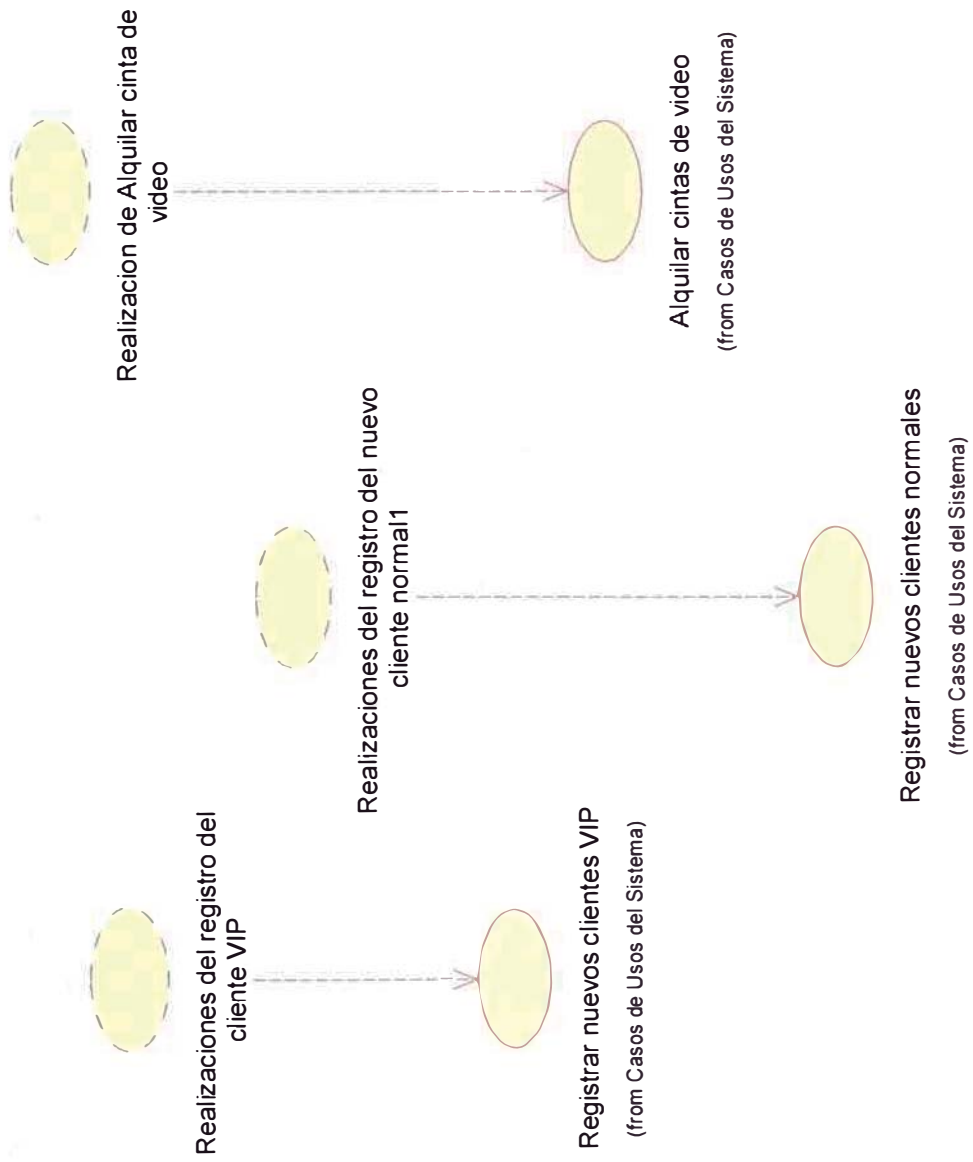 Realizaciones del registro del
cliente VIP
Registrar nuevos clientes VIP
(from Casos de Usos del Sistema)
Realizaciones del registro del nuevo
cliente normal1
Registrar nuevos clientes normales
(from Casos de Usos del Sistema)
Realizacion de Alquilar cinta de
video
Alquilar cintas de video
(from Casos de Usos del Sistema)